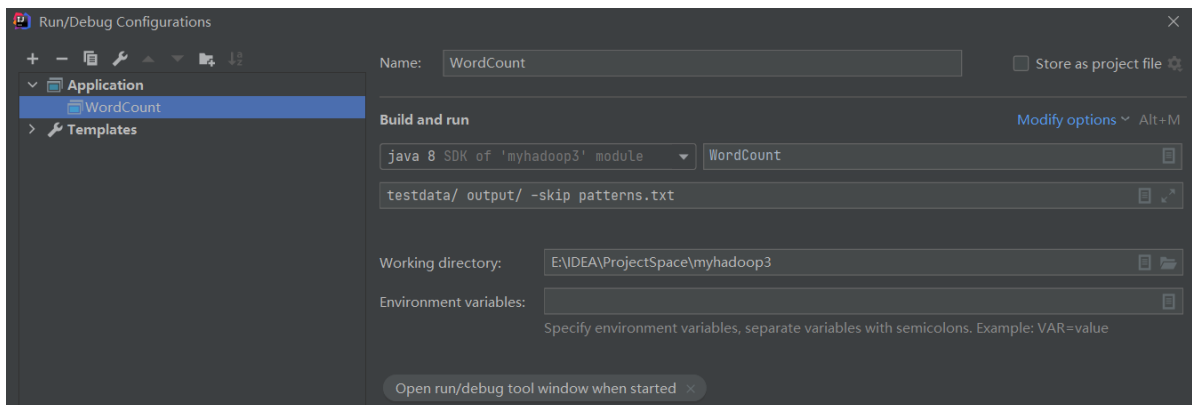 Run/Debug Configurations
Application
WordCount
Templates
Name: WordCount Store as project file
Build and run Modify options Alt+M
java 8 SDK of 'myhadoop3' module WordCount
testdata/ output/ -skip patterns.txt
Working directory: E:\IDEA\ProjectSpace\myhadoop3
Environment variables:
Specify environment variables, separate variables with semicolons. Example: VAR=value
Open run/debug tool window when started ×